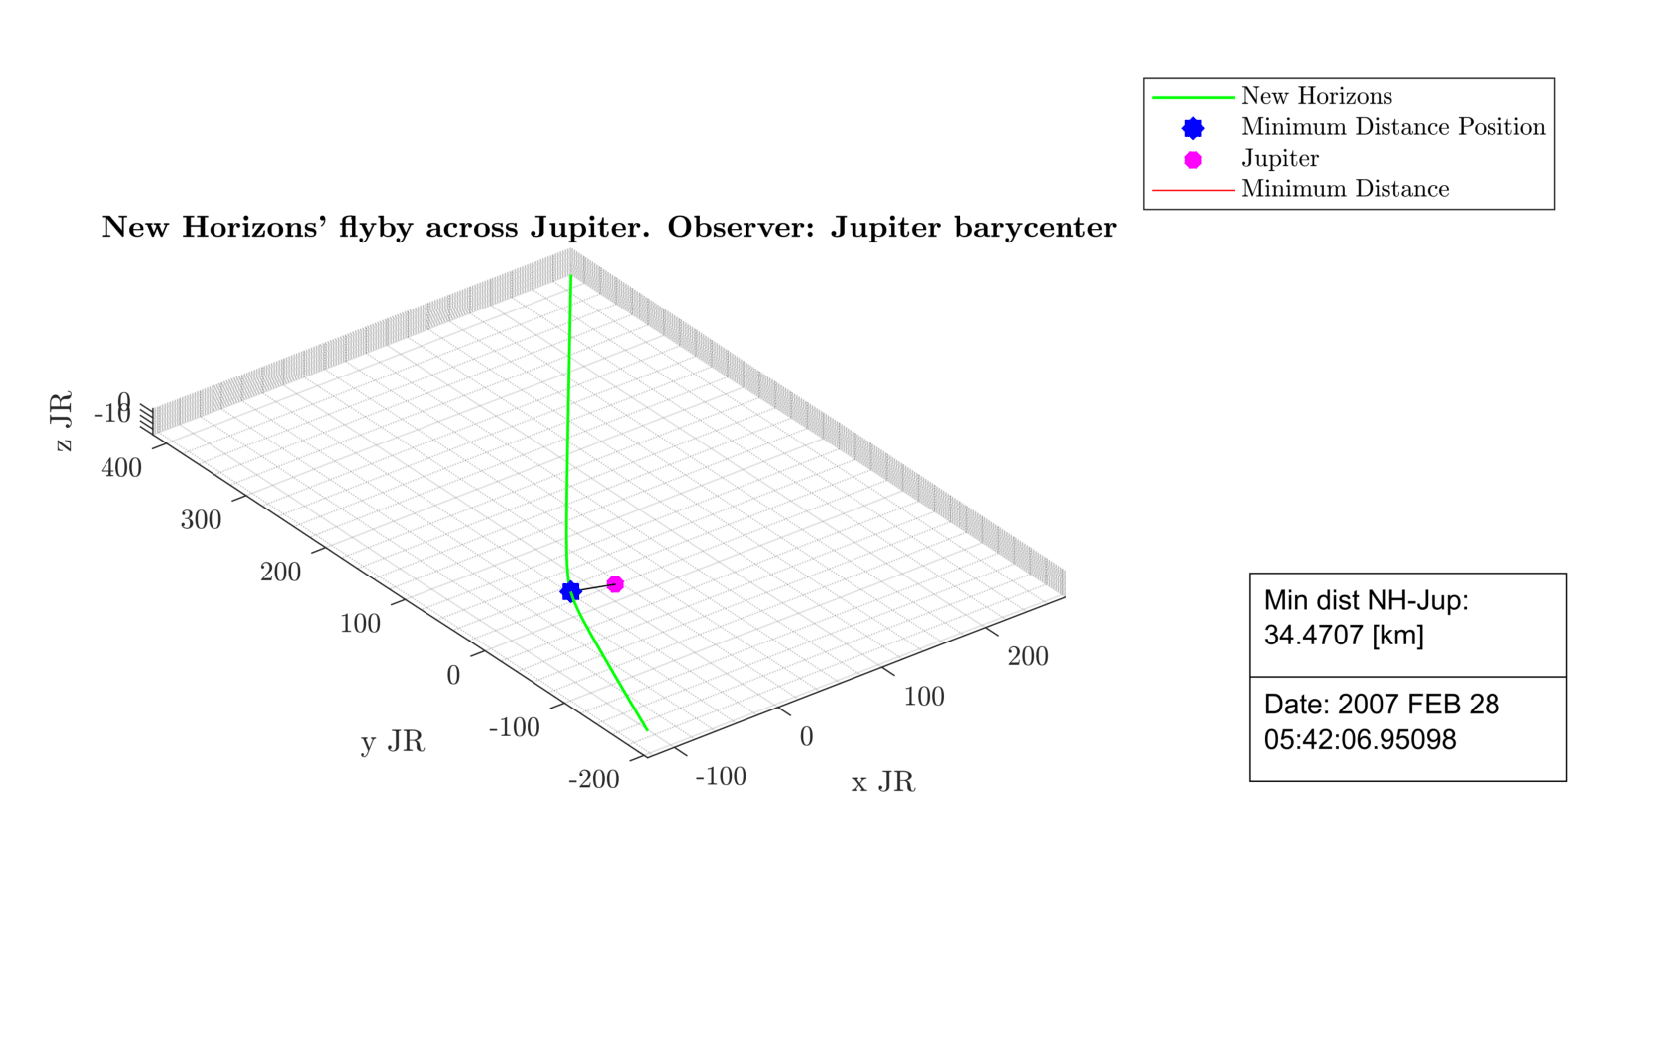 New Horizons
Minimum Distance Position
Jupiter
Minimum Distance
New Horizons' flyby across Jupiter. Observer: Jupiter barycenter
z JR
0
-10
400
300
200
100
0
-100
-200
y JR
-100
0
100
200
x JR
Min dist NH-Jup:
34.4707 [km]
Date: 2007 FEB 28
05:42:06.95098